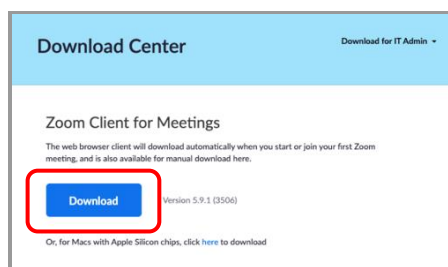 Download Center
Download for IT Admin
Zoom Client for Meetings
The web browser client will download automatically when you start or join your first Zoom
meeting, and is also available for manual download here.
Download
Version 5.9.1 (3506)
Or, for Macs with Apple Silicon chips, click here to download